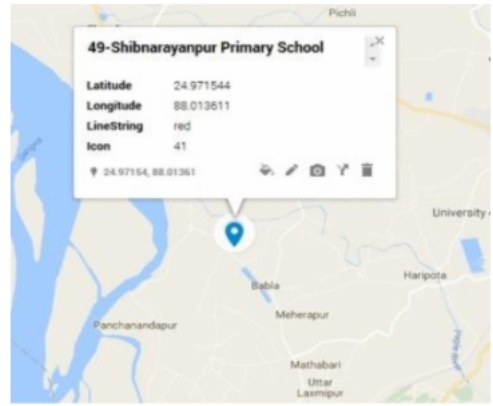 Pichli
49-Shibnarayanpur Primary School
Latitude 24.971544
Longitude 88.013611
LineString red
Icon 41
24.97154, 88.01361
University
Haripota
Babla
Meherapur
Panchanandapur
Mathabari
Uttar
Laxmipur